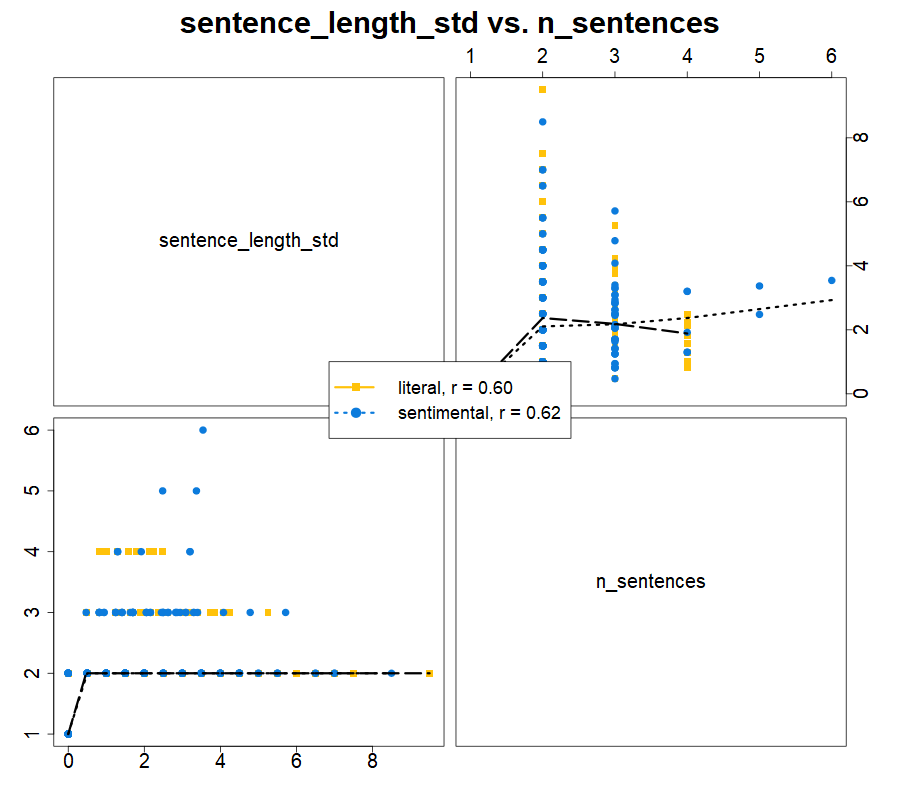 sentence_length_std vs. n_sentences
1 2 3 4 5 6
sentence_length_std
8
6
4
2
0
literal, r = 0.60
sentimental, r = 0.62
6
5
4
3
2
1
n_sentences
0 2 4 6 8